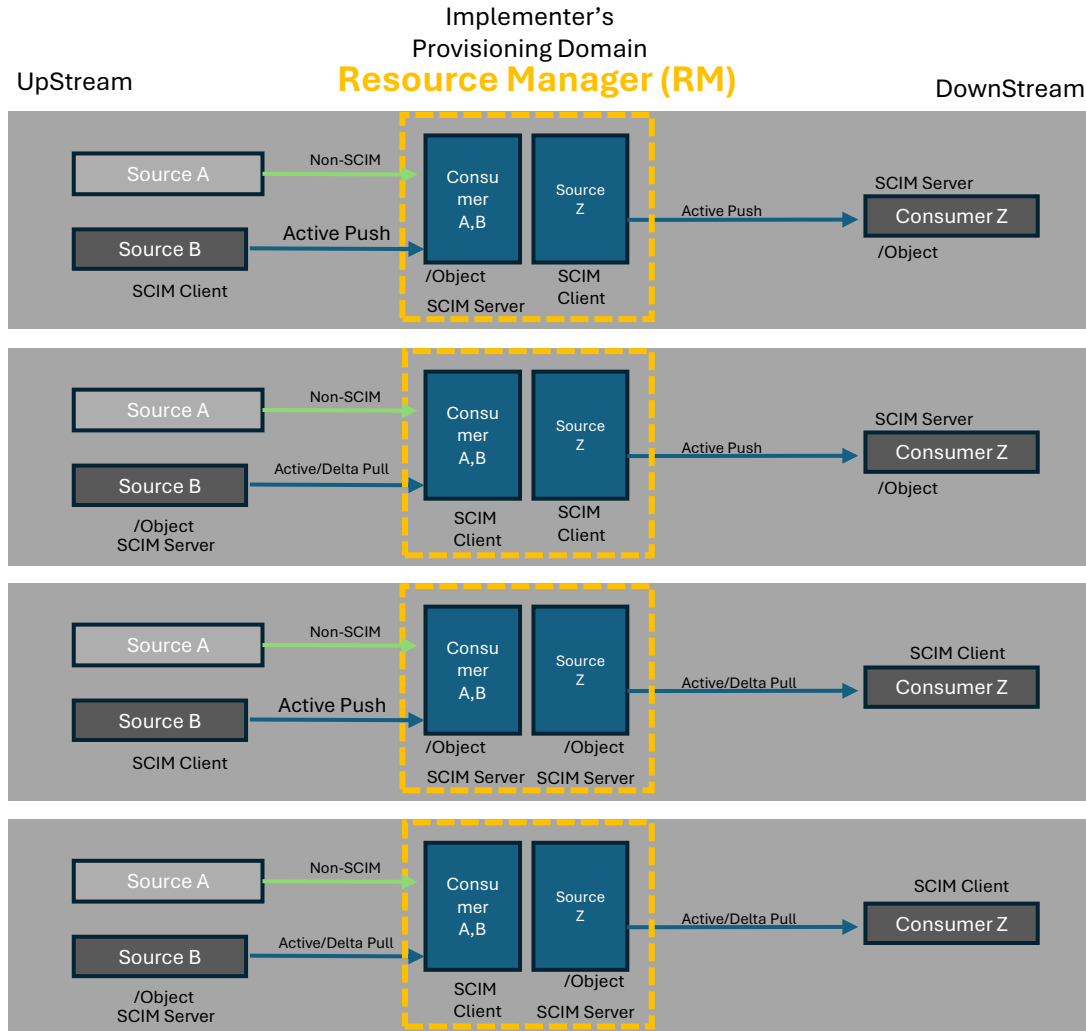 Implementer’s
Provisioning Domain
UpStream
Resource Manager (RM)
DownStream
Source A
Non-SCIM
Source B
Active Push
SCIM Client
Consu
mer
A,B
/Object
SCIM Server
Source
Z
SCIM
Client
Active Push
SCIM Server
Consumer Z
/Object
Source A
Non-SCIM
Source B
Active/Delta Pull
/Object
SCIM Server
Consu
mer
A,B
SCIM
Client
Source
Z
SCIM
Client
Active Push
SCIM Server
Consumer Z
/Object
Source A
Non-SCIM
Source B
Active Push
SCIM Client
Consu
mer
A,B
/Object
SCIM Server
Source
Z
/Object
SCIM Server
Active/Delta Pull
SCIM Client
Consumer Z
Source A
Non-SCIM
Source B
Active/Delta Pull
/Object
SCIM Server
Consu
mer
A,B
SCIM
Client
Source
Z
/Object
SCIM Server
Active/Delta Pull
SCIM Client
Consumer Z